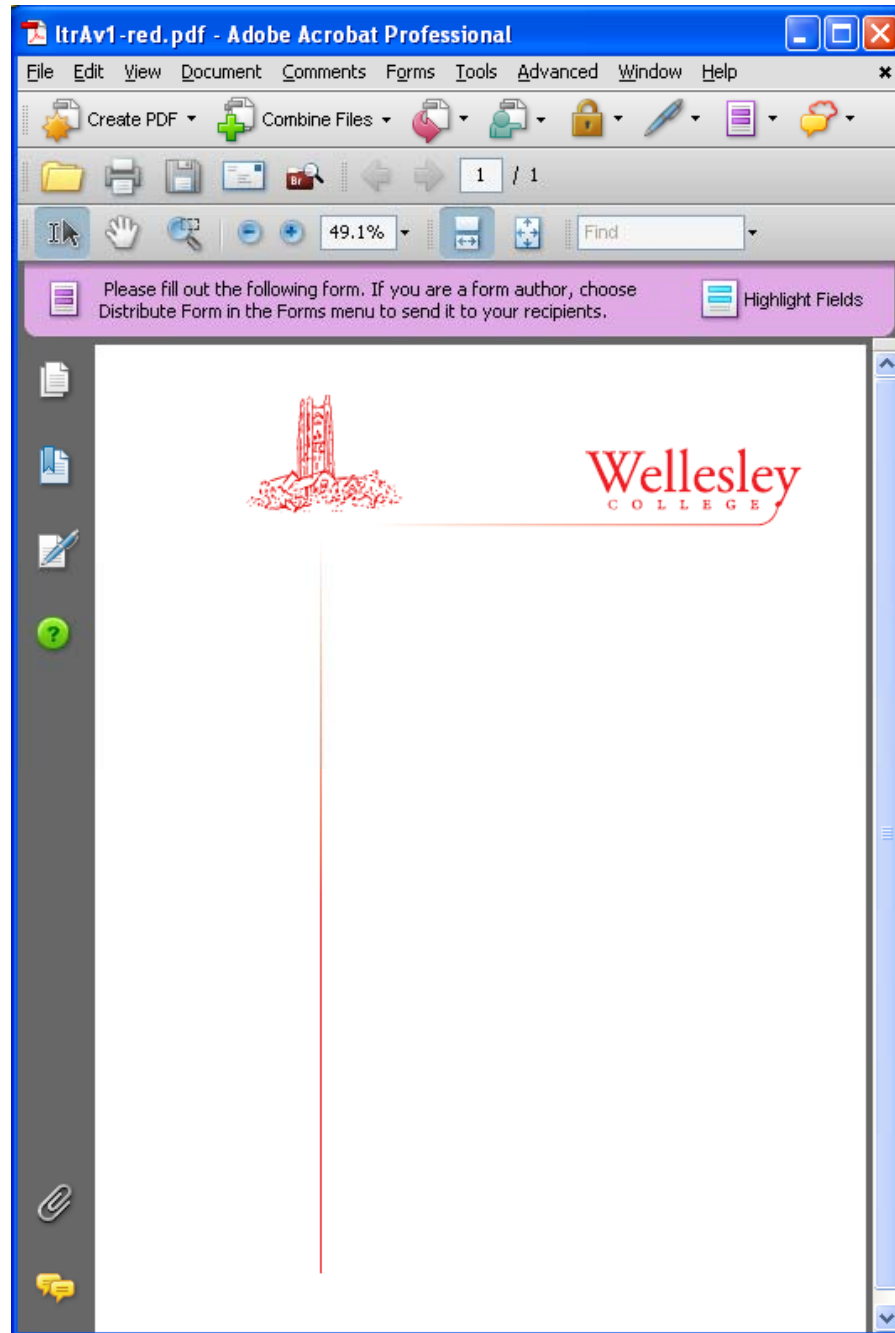 ltrAv1-red.pdf - Adobe Acrobat Professional
File Edit View Document Comments Forms Tools Advanced Window Help
Create PDF Combine Files
Br 1 / 1
49.1% Find
Please fill out the following form. If you are a form author, choose
Distribute Form in the Forms menu to send it to your recipients.
Highlight Fields
Wellesley
COLLEGE